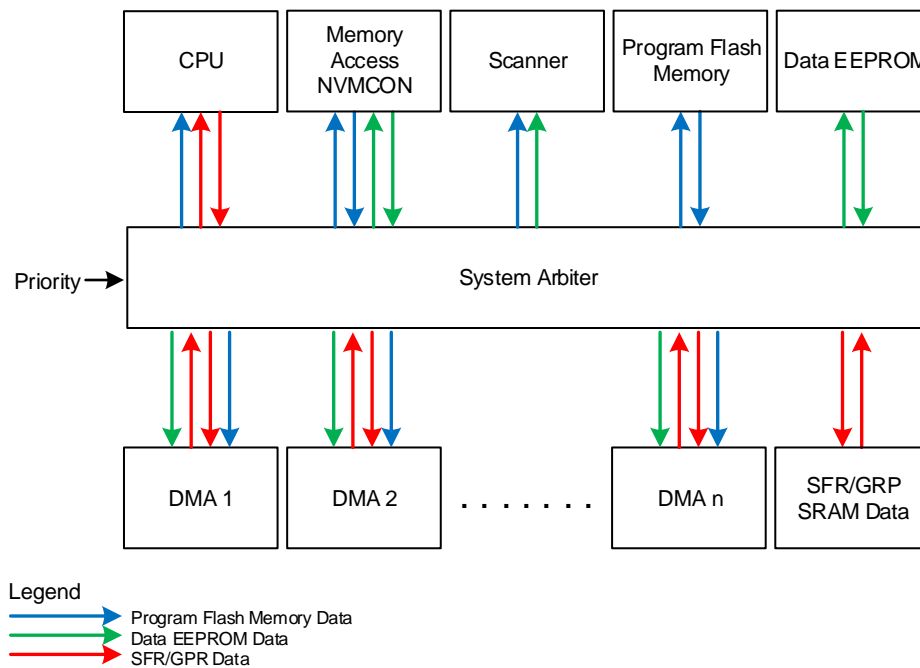 CPU
Memory
Access
NVMCON
Scanner
Program Flash
Memory
Data EEPROM
Priority
System Arbiter
DMA 1
DMA 2
. . . . . . .
DMA n
SFR/GRP
SRAM Data
Legend
Program Flash Memory Data
Data EEPROM Data
SFR/GPR Data